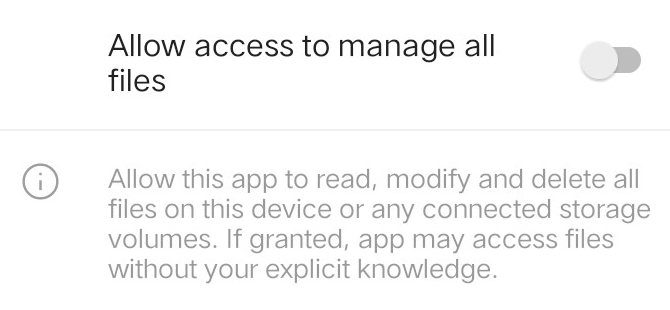 Allow access to manage all
files
Allow this app to read, modify and delete all
files on this device or any connected storage
volumes. If granted, app may access files
without your explicit knowledge.